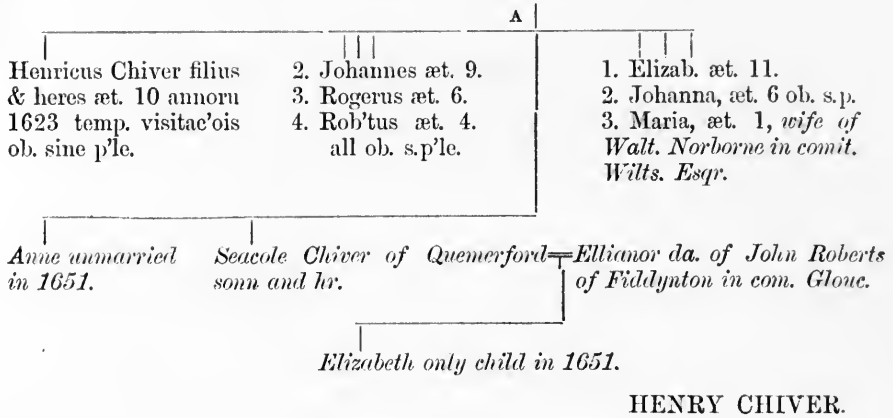 A
Henricus Chiver filius
& heres æt. 10 annoru
1623 temp. visitac'ois
ob. sine p'le.
2. Johannes æt. 9.
3. Rogerus æt. 6.
4. Rob'tus æt. 4.
all ob. s.p'le.
1. Elizab. æt. 11.
2. Johanna, æt. 6 ob. s.p.
3. Maria, æt. 1, wife of
Walt. Norborne in comit.
Wilts. Esqr.
Anne unmarried
in 1651.
Seacole Chiver of Quemerford=Ellianor da. of John Roberts
sonn and hr.
of Fiddynton in com. Glouc.
Elizabeth only child in 1651.
HENRY CHIVER.